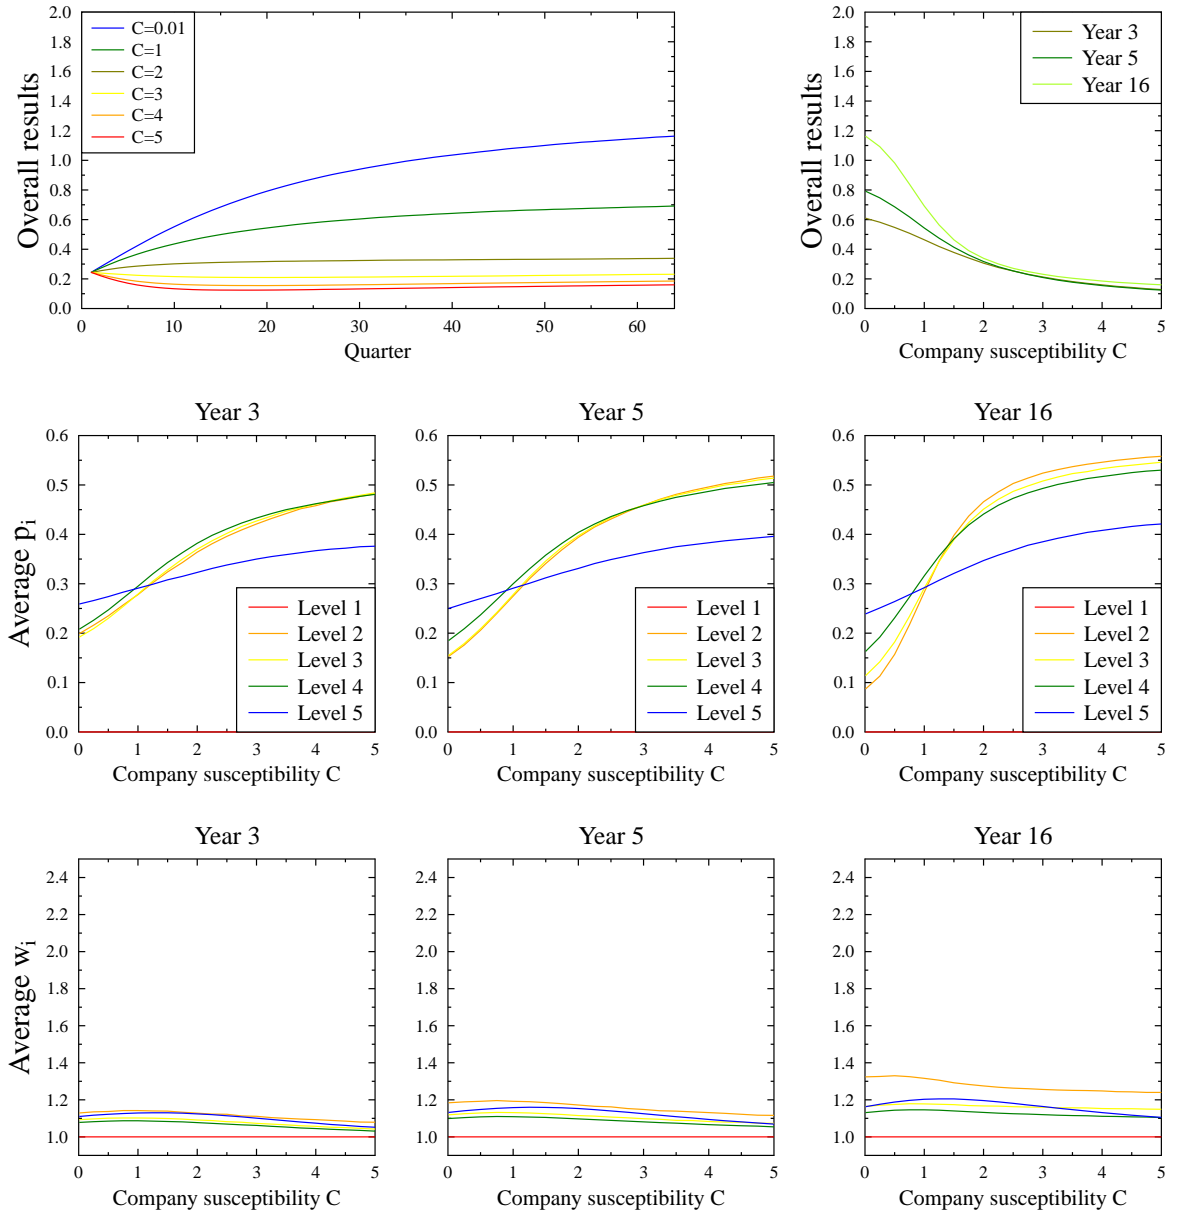 Overall results
2.0
1.8
1.6
1.4
1.2
1.0
0.8
0.6
0.4
0.2
0.0
C=0.01
C=1
C=2
C=3
C=4
C=5
0 10 20 30 40 50 60
Quarter
Overall results
2.0
1.8
1.6
1.4
1.2
1.0
0.8
0.6
0.4
0.2
0.0
Year 3
Year 5
Year 16
0 1 2 3 4 5
Company susceptibility C
Year 3
Average p_i
0.6
0.5
0.4
0.3
0.2
0.1
0.0
Level 1
Level 2
Level 3
Level 4
Level 5
0 1 2 3 4 5
Company susceptibility C
Year 5
0.6
0.5
0.4
0.3
0.2
0.1
0.0
Level 1
Level 2
Level 3
Level 4
Level 5
0 1 2 3 4 5
Company susceptibility C
Year 16
0.6
0.5
0.4
0.3
0.2
0.1
0.0
Level 1
Level 2
Level 3
Level 4
Level 5
0 1 2 3 4 5
Company susceptibility C
Year 3
Average w_i
2.4
2.2
2.0
1.8
1.6
1.4
1.2
1.0
0 1 2 3 4 5
Company susceptibility C
Year 5
2.4
2.2
2.0
1.8
1.6
1.4
1.2
1.0
0 1 2 3 4 5
Company susceptibility C
Year 16
2.4
2.2
2.0
1.8
1.6
1.4
1.2
1.0
0 1 2 3 4 5
Company susceptibility C